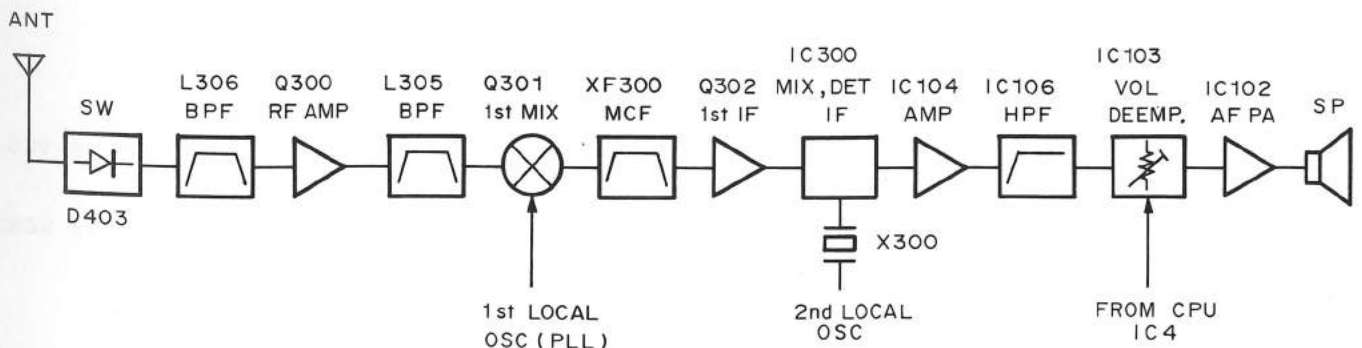 ANT
SW
D403
L306
BPF
Q300
RF AMP
L305
BPF
Q301
1st MIX
XF300
MCF
Q302
1st IF
IC300
MIX, DET
IF
IC104
AMP
IC106
HPF
IC103
VOL
DEEMP.
IC102
AF PA
SP
X300
1st LOCAL
OSC (PLL)
2nd LOCAL
OSC
FROM CPU
IC4